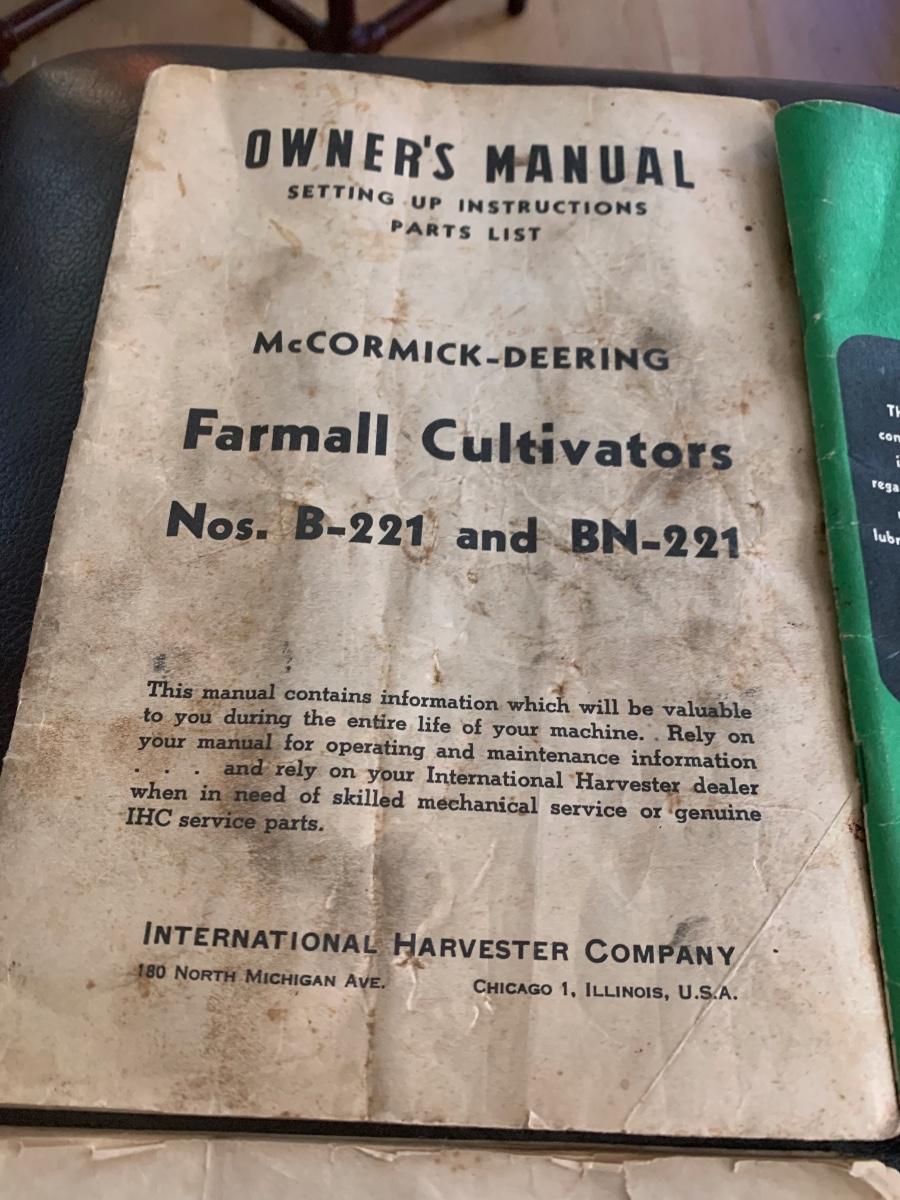 OWNER'S MANUAL
SETTING UP INSTRUCTIONS
PARTS LIST
McCORMICK-DEERING
Farmall Cultivators
Nos. B-221 and BN-221
This manual contains information which will be valuable
to you during the entire life of your machine. Rely on
your manual for operating and maintenance information
. . . and rely on your International Harvester dealer
when in need of skilled mechanical service or genuine
IHC service parts.
INTERNATIONAL HARVESTER COMPANY
180 NORTH MICHIGAN AVE. CHICAGO 1, ILLINOIS, U.S.A.